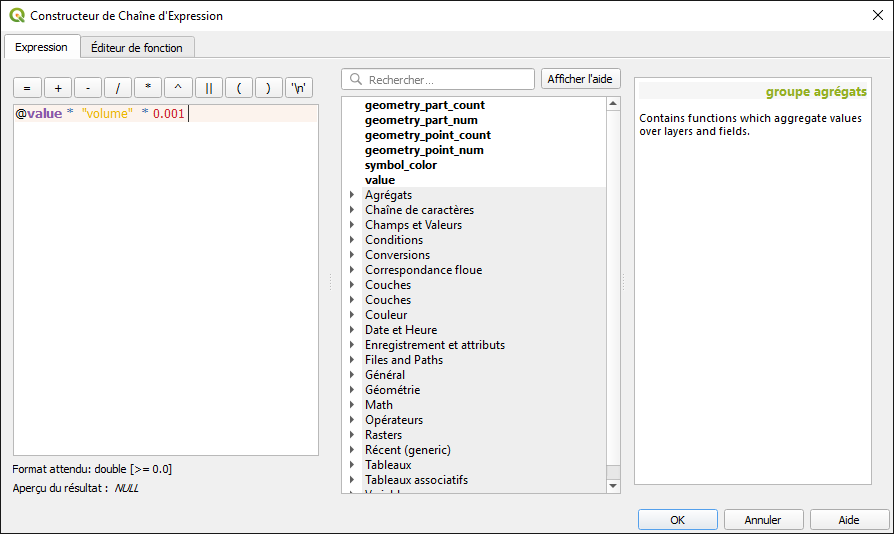 Constructeur de Chaîne d'Expression
Expression
Éditeur de fonction
= + - / * ^ || ( ) '\n'
@value * "volume" * 0.001
Format attendu: double [>= 0.0]
Aperçu du résultat : NULL
Rechercher...
Afficher l'aide
geometry_part_count
geometry_part_num
geometry_point_count
geometry_point_num
symbol_color
value
Agrégats
Chaîne de caractères
Champs et Valeurs
Conditions
Conversions
Correspondance floue
Couches
Couches
Couleur
Date et Heure
Enregistrement et attributs
Files and Paths
Général
Géométrie
Math
Opérateurs
Rasters
Récent (generic)
Tableaux
Tableaux associatifs
groupe agrégats
Contains functions which aggregate values
over layers and fields.
OK
Annuler
Aide